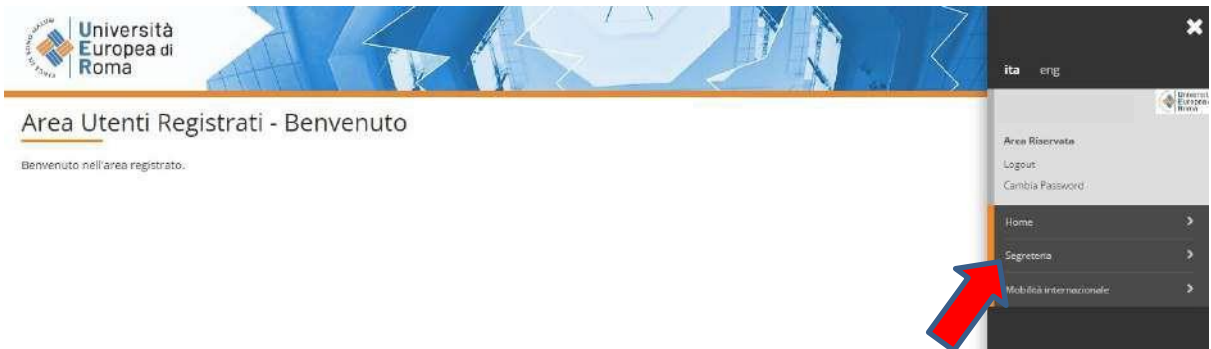 Università
Europea di
Roma
ita eng
Area Utenti Registrati - Benvenuto
Benvenuto nell'area registrato.
Area Riservata
Logout
Cambia Password
Home
Segreteria
Mobilità internazionale